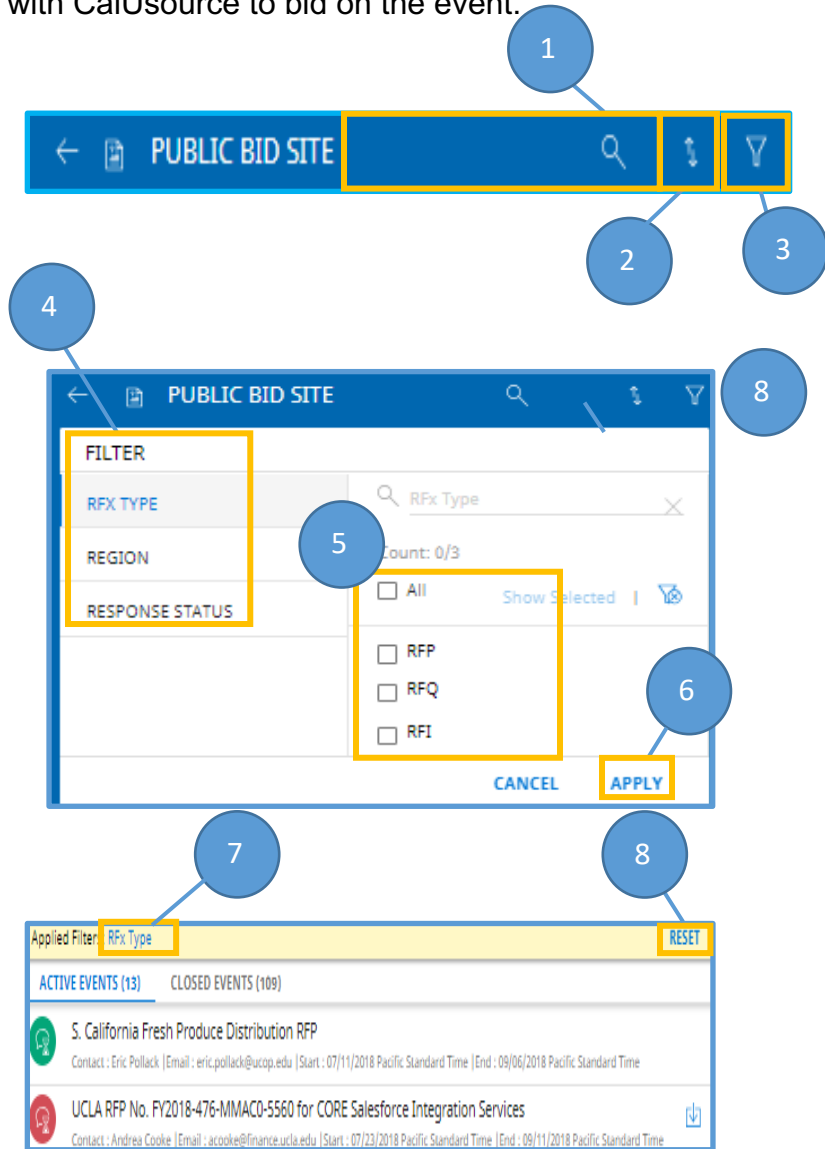 with CalUsource to bid on the event.
1
PUBLIC BID SITE
2
3
4
PUBLIC BID SITE
8
FILTER
RFX TYPE
RFx Type
REGION
5
Count: 0/3
All
Show Selected |
RESPONSE STATUS
RFP
RFQ
6
RFI
CANCEL APPLY
7
8
Applied Filter: RFx Type RESET
ACTIVE EVENTS (13) CLOSED EVENTS (109)
S. California Fresh Produce Distribution RFP
Contact : Eric Pollack |Email : eric.pollack@ucop.edu |Start : 07/11/2018 Pacific Standard Time |End : 09/06/2018 Pacific Standard Time
UCLA RFP No. FY2018-476-MMAC0-5560 for CORE Salesforce Integration Services
Contact : Andrea Cooke |Email : acooke@finance.ucla.edu |Start : 07/23/2018 Pacific Standard Time |End : 09/11/2018 Pacific Standard Time